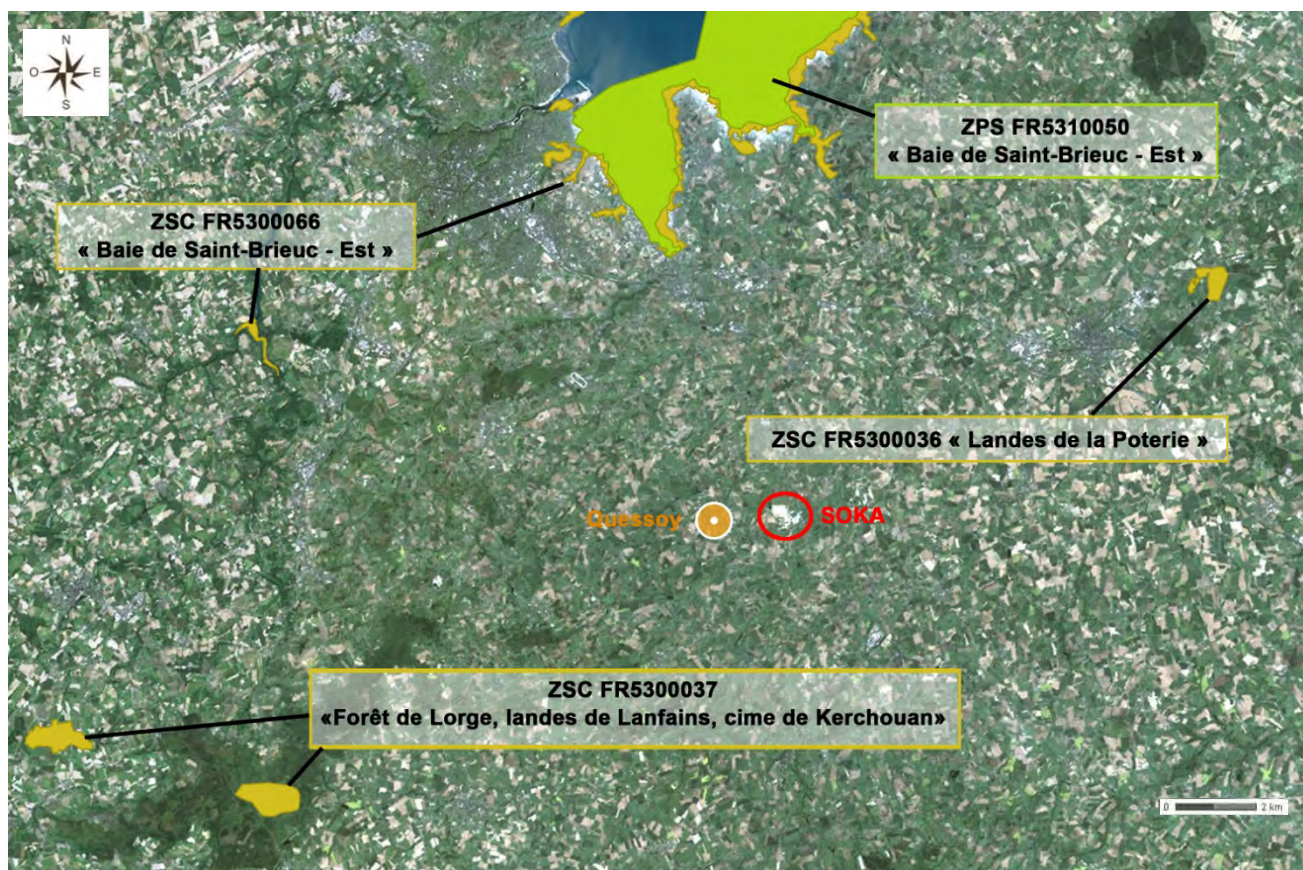 N
O E
S
ZPS FR5310050
« Baie de Saint-Brieuc - Est »
ZSC FR5300066
« Baie de Saint-Brieuc - Est »
ZSC FR5300036 « Landes de la Poterie »
Quessoy
SOKA
ZSC FR5300037
«Forêt de Lorge, landes de Lanfains, cime de Kerchouan»
0 2 km